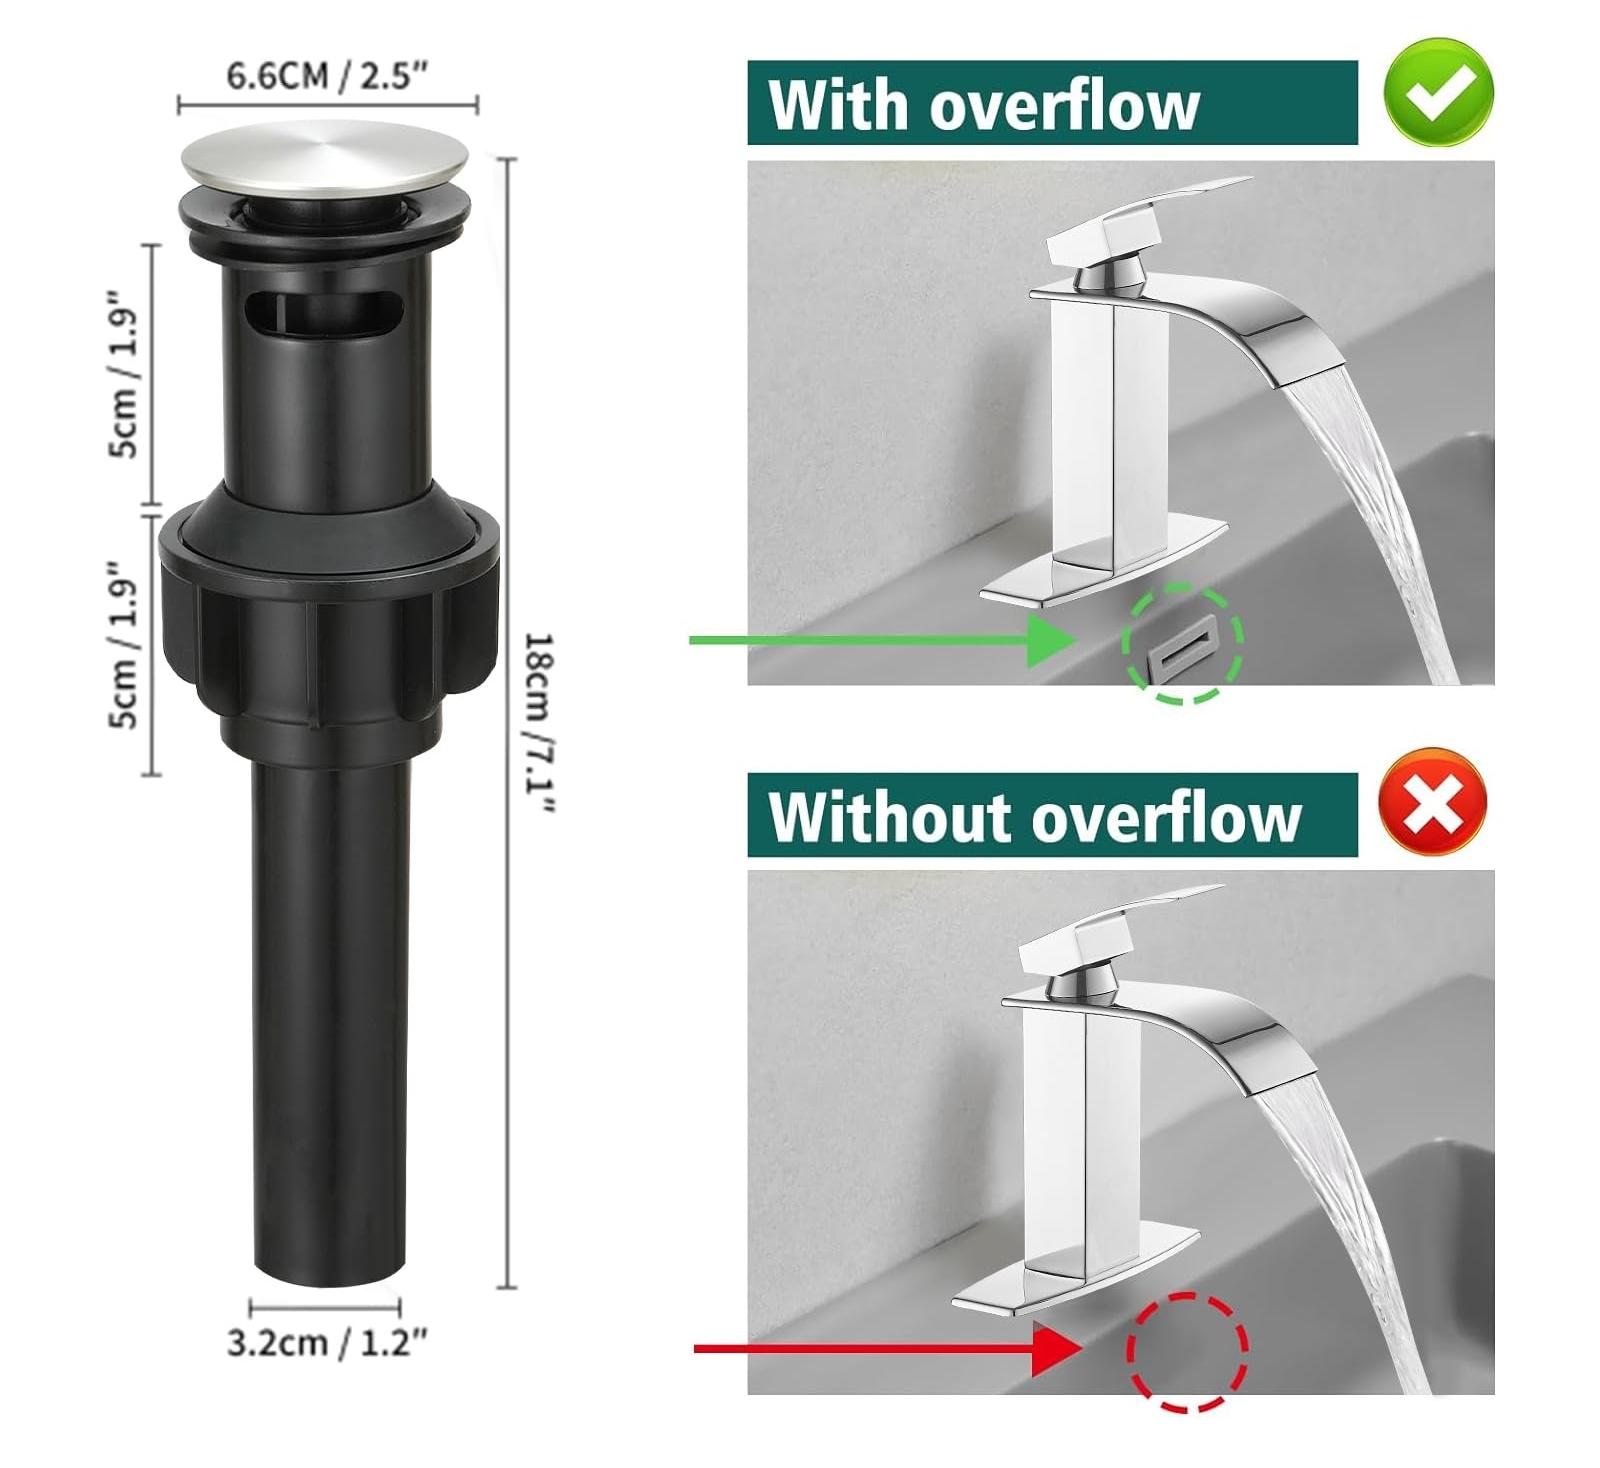 6.6CM / 2.5″
5cm / 1.9″
5cm / 1.9″
18cm /7.1″
3.2cm / 1.2″
With overflow
Without overflow